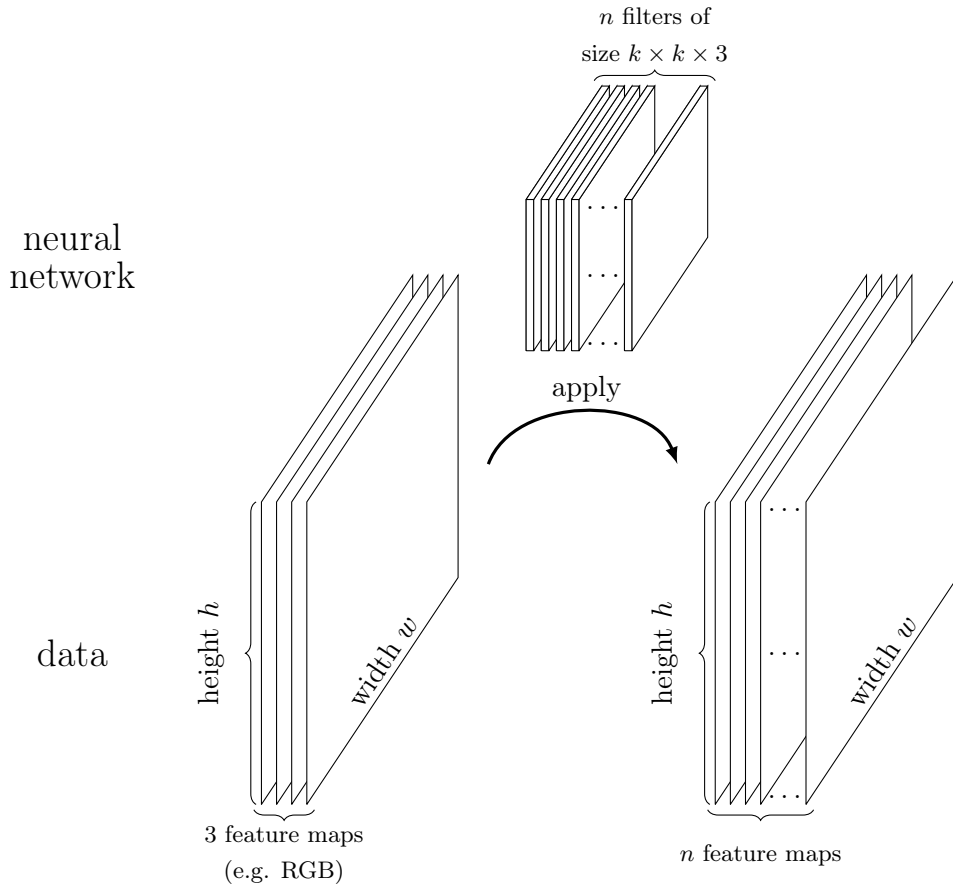 n filters of
size k × k × 3
. . .
neural
network
. . .
. . .
apply
height h
width w
data
3 feature maps
(e.g. RGB)
. . .
height h
. . .
width w
. . .
n feature maps